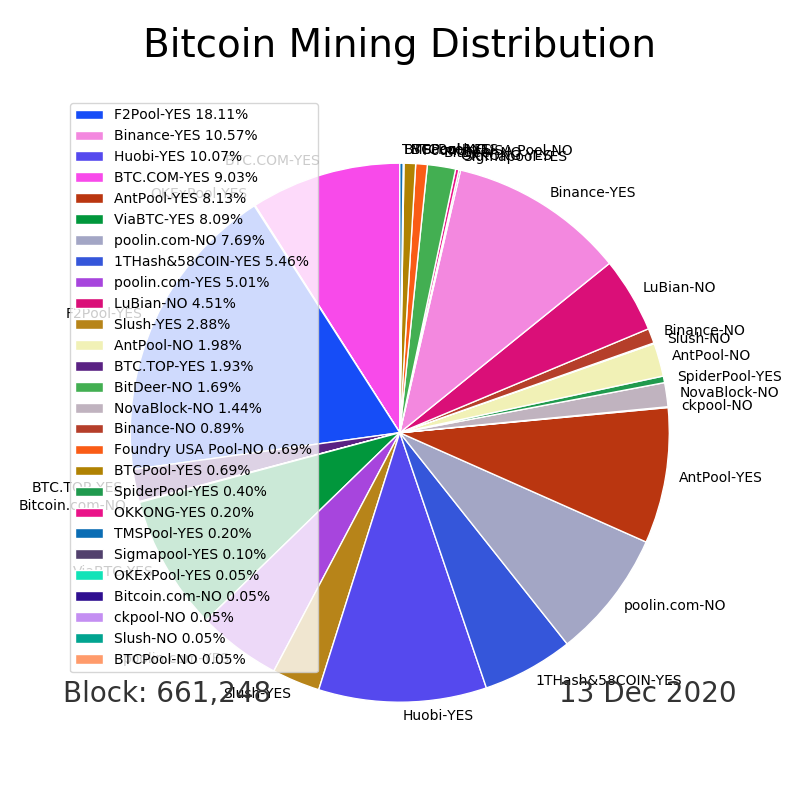 Bitcoin Mining Distribution
F2Pool-YES 18.11%
Binance-YES 10.57%
Huobi-YES 10.07%
BTC.COM-YES 9.03%
AntPool-YES 8.13%
ViaBTC-YES 8.09%
poolin.com-NO 7.69%
1THash&58COIN-YES 5.46%
poolin.com-YES 5.01%
LuBian-NO 4.51%
Slush-YES 2.88%
AntPool-NO 1.98%
BTC.TOP-YES 1.93%
BitDeer-NO 1.69%
NovaBlock-NO 1.44%
Binance-NO 0.89%
Foundry USA Pool-NO 0.69%
BTCPool-YES 0.69%
SpiderPool-YES 0.40%
OKKONG-YES 0.20%
TMSPool-YES 0.20%
Sigmapool-YES 0.10%
OKExPool-YES 0.05%
Bitcoin.com-NO 0.05%
ckpool-NO 0.05%
Slush-NO 0.05%
BTCPool-NO 0.05%
BTC.COM-YES
OKExPool-YES
F2Pool-YES
BTC.TOP-YES
Bitcoin.com-NO
ViaBTC-YES
poolin.com-YES
Slush-YES
Huobi-YES
1THash&58COIN-YES
poolin.com-NO
AntPool-YES
ckpool-NO
NovaBlock-NO
SpiderPool-YES
AntPool-NO
Slush-NO
Binance-NO
LuBian-NO
Binance-YES
Sigmapool-YES
Block: 661,248
13 Dec 2020